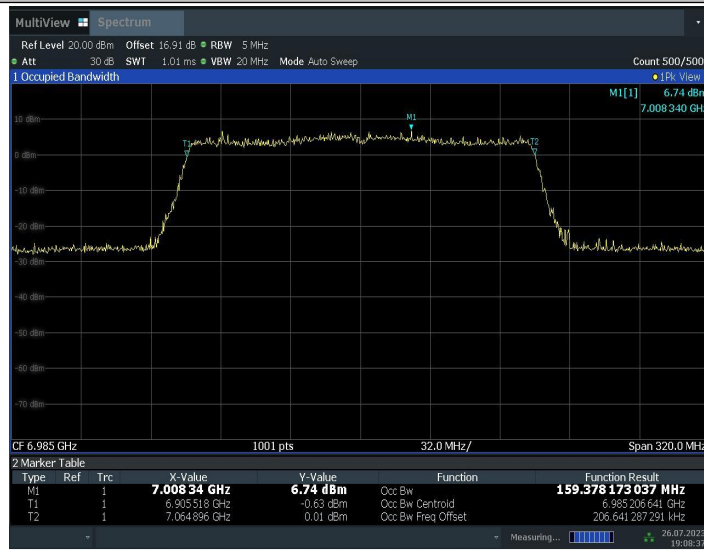 MultiView Spectrum
Ref Level 20.00 dBm Offset 16.91 dB RBW 5 MHz
Att 30 dB SWT 1.01 ms VBW 20 MHz Mode Auto Sweep Count 500/500
1 Occupied Bandwidth 1Pk View
M1[1] 6.74 dBm
7.008 340 GHz
10 dBm
M1
T1
T2
0 dBm
-10 dBm
-20 dBm
-30 dBm
-40 dBm
-50 dBm
-60 dBm
-70 dBm
CF 6.985 GHz 1001 pts 32.0 MHz/ Span 320.0 MHz
2 Marker Table
Type Ref Trc X-Value Y-Value Function Function Result
M1 1 7.008 34 GHz 6.74 dBm Occ Bw 159.378 173 037 MHz
T1 1 6.905 518 GHz -0.63 dBm Occ Bw Centroid 6.985 206 641 GHz
T2 1 7.064 896 GHz 0.01 dBm Occ Bw Freq Offset 206.641 287 291 kHz
Measuring... 26.07.2023
19:08:37